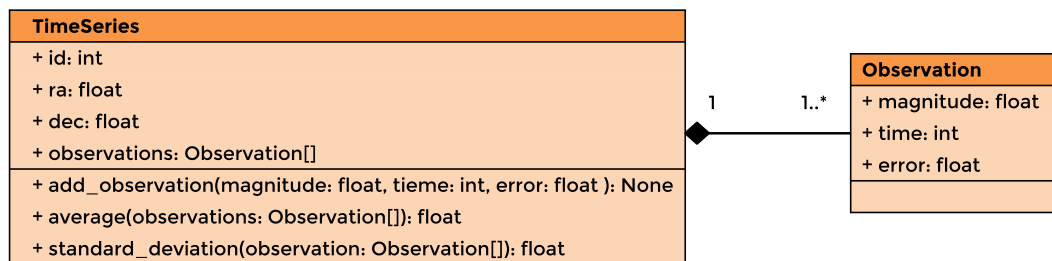 TimeSeries
+ id: int
+ ra: float
+ dec: float
+ observations: Observation[]
+ add_observation(magnitude: float, tieme: int, error: float ): None
+ average(observations: Observation[]): float
+ standard_deviation(observation: Observation[]): float
1
1..*
Observation
+ magnitude: float
+ time: int
+ error: float